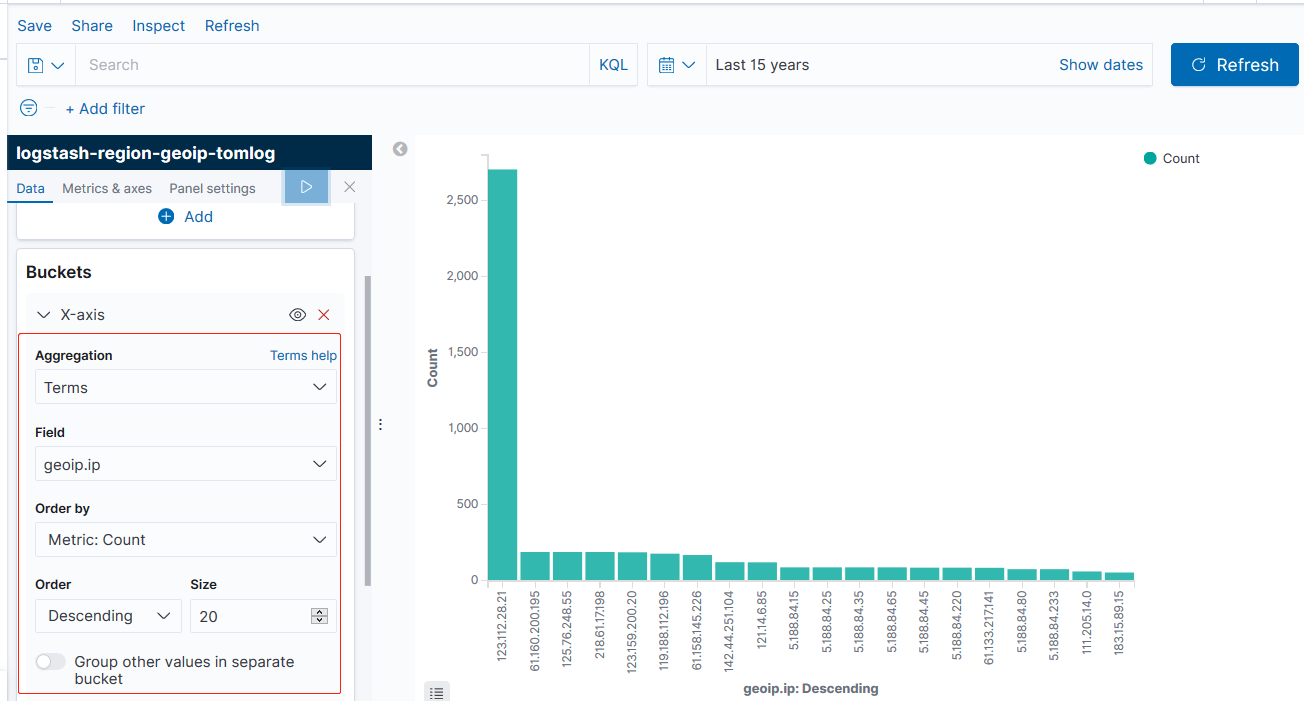 Save Share Inspect Refresh
Search KQL Last 15 years Show dates Refresh
+ Add filter
logstash-region-geoip-tomlog
Data Metrics & axes Panel settings
Add
Buckets
X-axis
Aggregation Terms help
Terms
Field
geoip.ip
Order by
Metric: Count
Order Size
Descending 20
Group other values in separate
bucket
Count
Count
2,500
2,000
1,500
1,000
500
0
123.112.28.21
61.160.200.195
125.76.248.55
218.61.17.198
123.159.200.20
119.188.112.196
61.158.145.226
142.44.251.104
121.14.6.85
5.188.84.15
5.188.84.25
5.188.84.35
5.188.84.65
5.188.84.45
5.188.84.220
61.133.217.141
5.188.84.80
5.188.84.233
111.205.14.0
183.15.89.15
geoip.ip: Descending